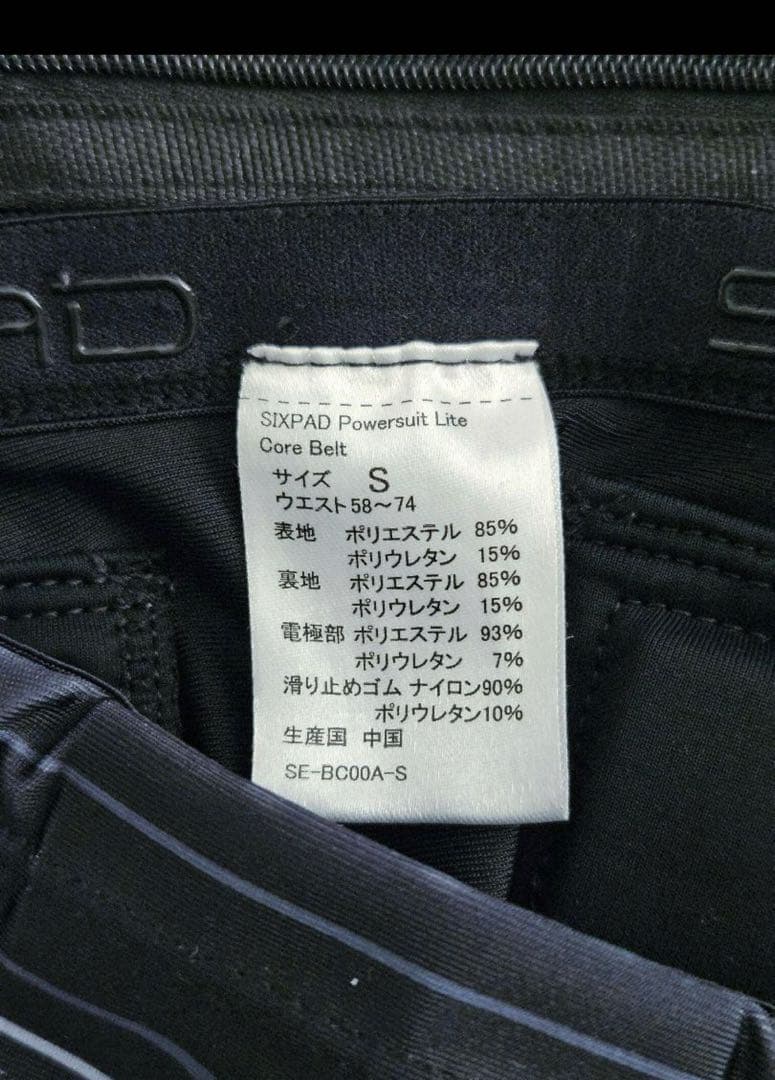 AD S
SIXPAD Powersuit Lite
Core Belt
サイズ S
ウエスト58～74
表地 ポリエステル 85%
ポリウレタン 15%
裏地 ポリエステル 85%
ポリウレタン 15%
電極部 ポリエステル 93%
ポリウレタン 7%
滑り止めゴム ナイロン90%
ポリウレタン10%
生産国 中国
SE-BC00A-S